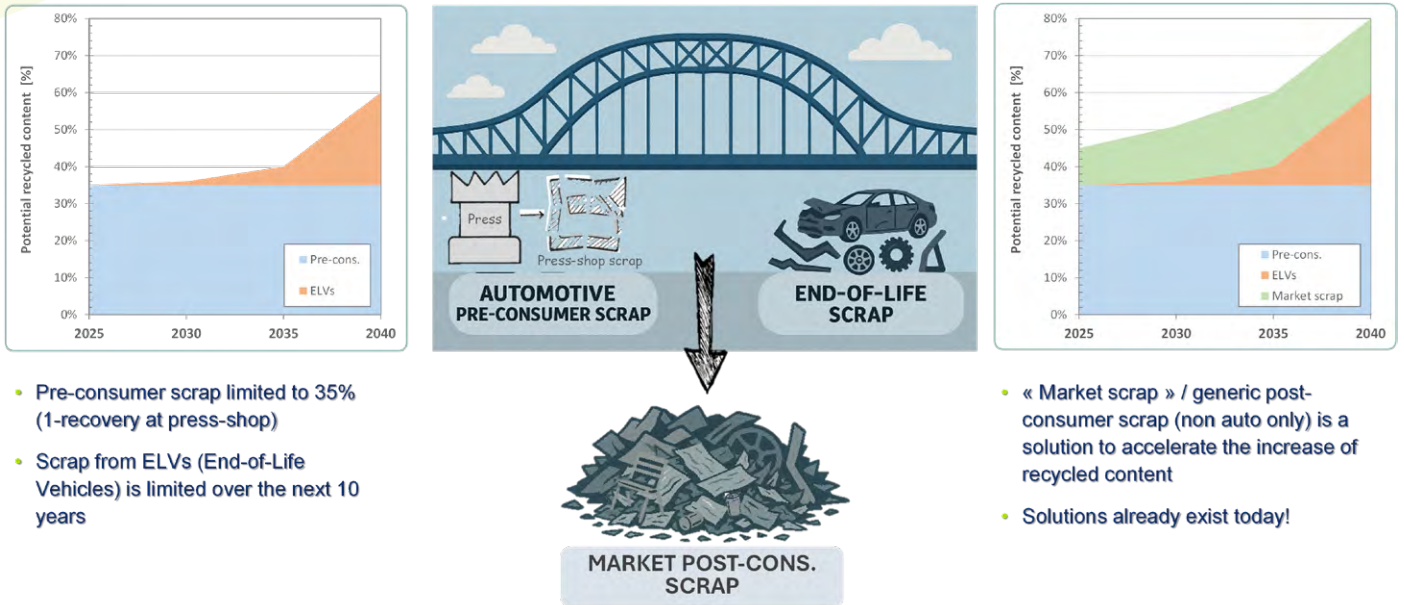 80%
70%
60%
50%
40%
30%
20%
10%
0%
Potential recycled content [%]
Pre-cons.
ELVs
2025 2030 2035 2040
• Pre-consumer scrap limited to 35%
(1-recovery at press-shop)
• Scrap from ELVs (End-of-Life
Vehicles) is limited over the next 10
years
Press
Press-shop scrap
AUTOMOTIVE
PRE-CONSUMER SCRAP
END-OF-LIFE
SCRAP
MARKET POST-CONS.
SCRAP
80%
70%
60%
50%
40%
30%
20%
10%
0%
Potential recycled content [%]
Pre-cons.
ELVs
Market scrap
2025 2030 2035 2040
• « Market scrap » / generic post-
consumer scrap (non auto only) is a
solution to accelerate the increase of
recycled content
• Solutions already exist today!